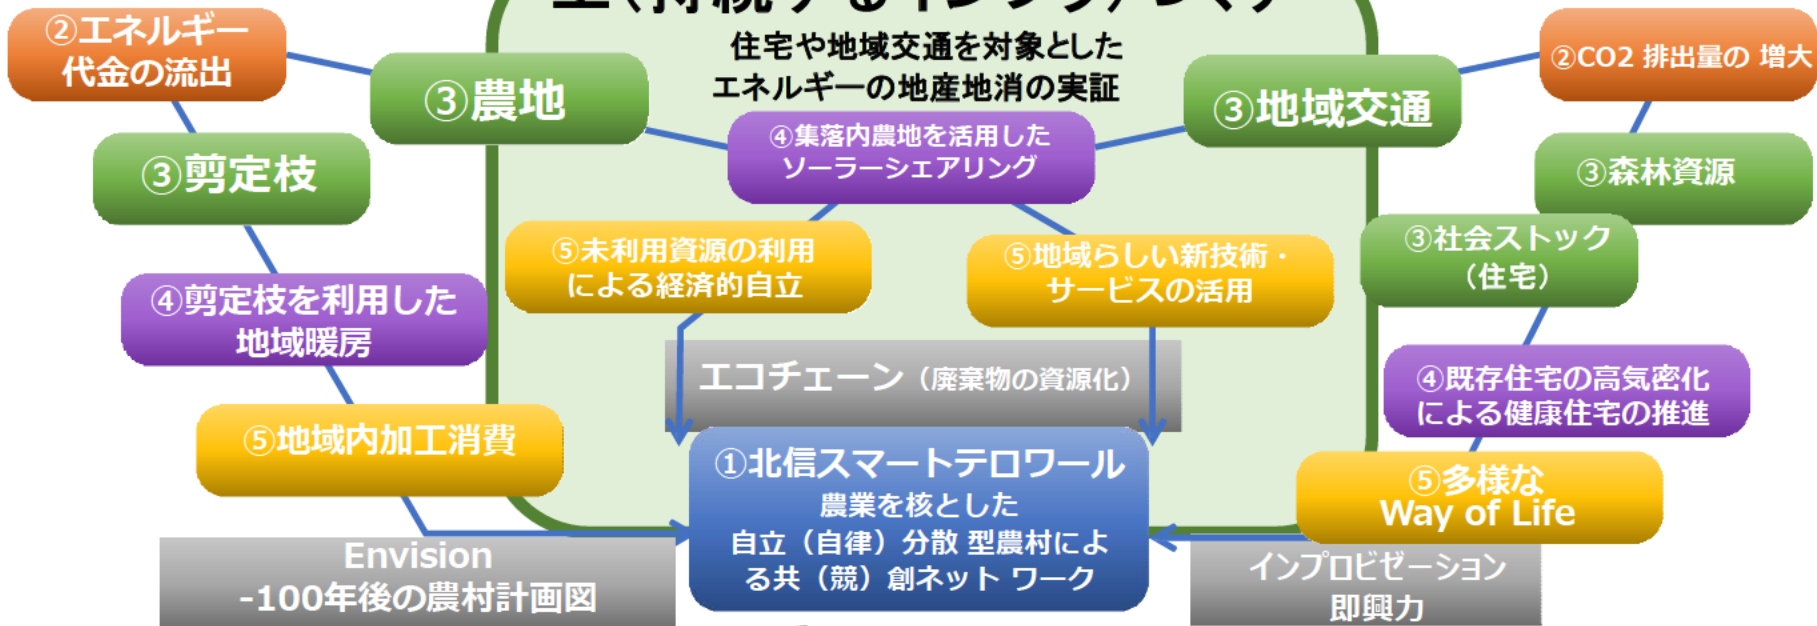 ②エネルギー
代金の流出
住宅や地域交通を対象とした
エネルギーの地産地消の実証
②CO2 排出量の 増大
③農地
③地域交通
④集落内農地を活用した
ソーラーシェアリング
③剪定枝
③森林資源
⑤未利用資源の利用
による経済的自立
⑤地域らしい新技術・
サービスの活用
③社会ストック
（住宅）
④剪定枝を利用した
地域暖房
エコチェーン（廃棄物の資源化）
④既存住宅の高気密化
による健康住宅の推進
⑤地域内加工消費
①北信スマートテロワール
農業を核とした
自立（自律）分散 型農村によ
る共（競）創ネット ワーク
⑤多様な
Way of Life
Envision
-100年後の農村計画図
インプロビゼーション
即興力